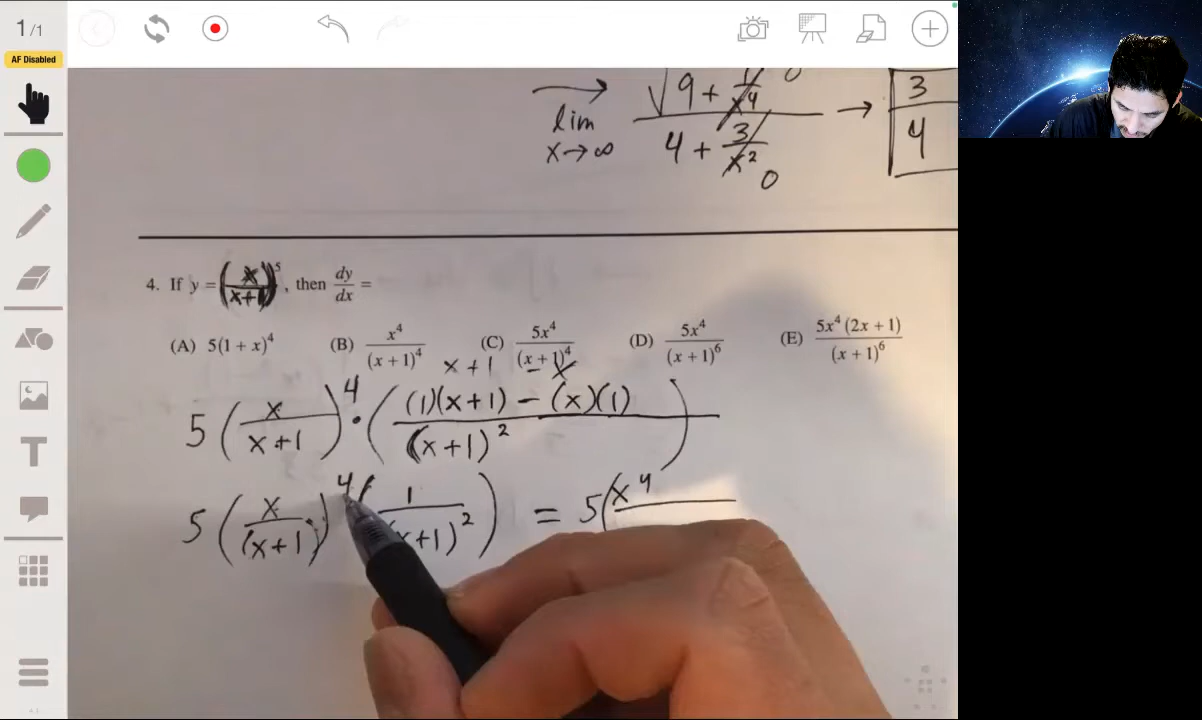 1/1
AF Disabled
√9 + 1/x⁴ 0
lim x→∞ 4 + 3/x² 0 → 3/4
4. If y = (x/(x+1))⁵, then dy/dx =
(A) 5(1 + x)⁴ (B) x⁴/(x + 1)⁴ (C) 5x⁴/(x + 1)⁴ (D) 5x⁴/(x + 1)⁶ (E) 5x⁴(2x + 1)/(x + 1)⁶
x + 1 - x
5(x/(x+1))⁴ · ((1)(x+1) − (x)(1)/(x+1)²)
5(x/(x+1))⁴(1/(x+1)²) = 5(x⁴
T